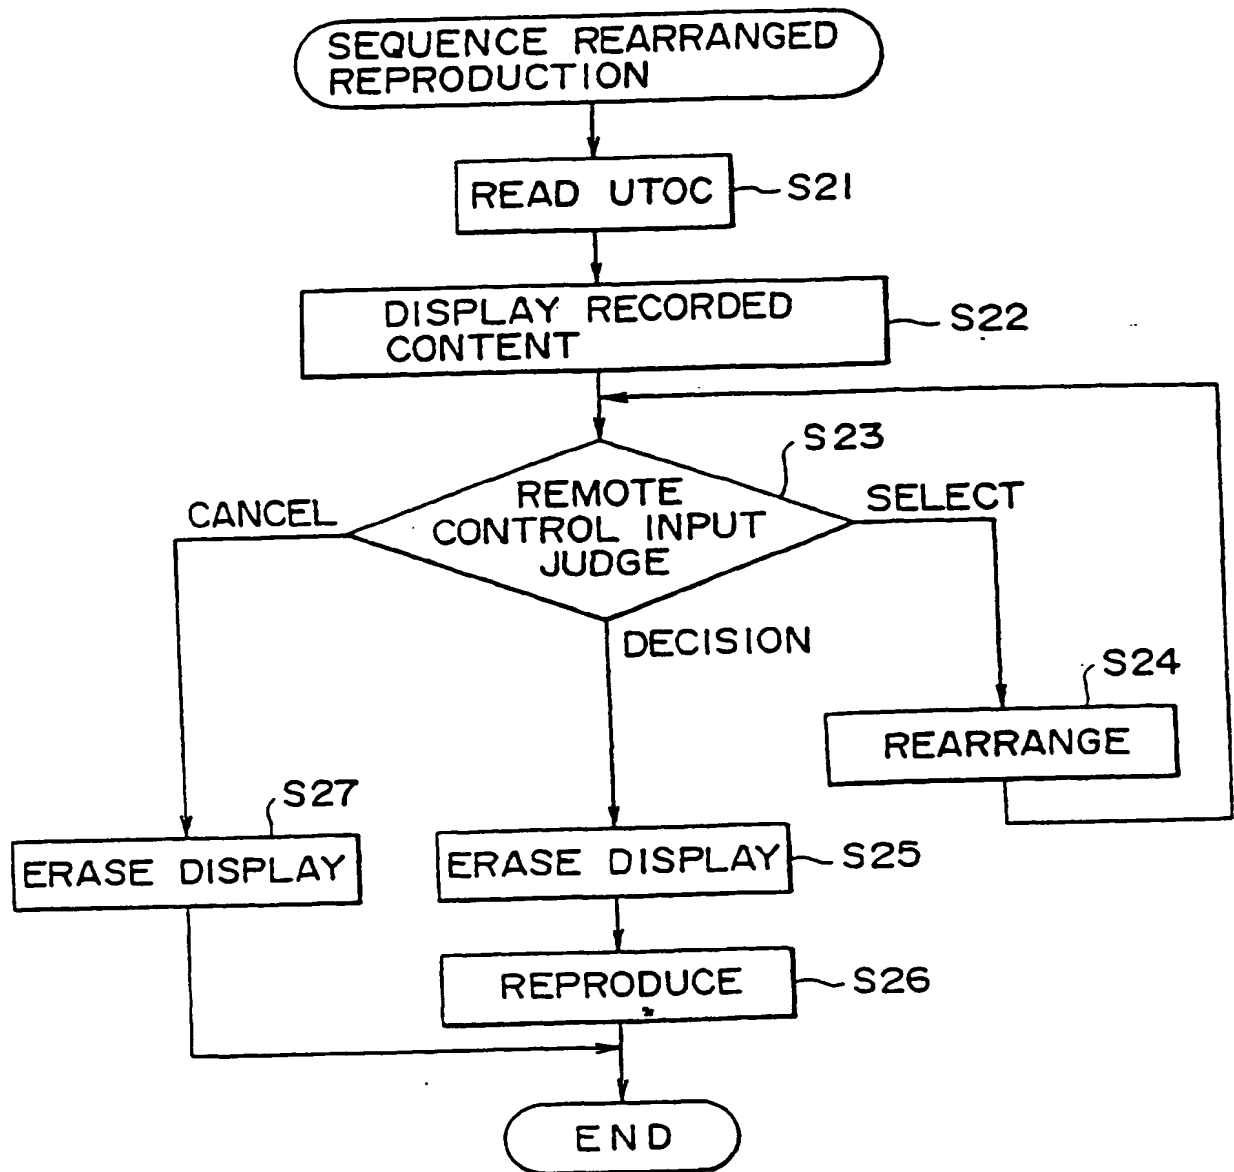 SEQUENCE REARRANGED
REPRODUCTION
READ UTOC
S21
DISPLAY RECORDED
CONTENT
S22
S23
REMOTE
CONTROL INPUT
JUDGE
CANCEL
SELECT
DECISION
S24
REARRANGE
S27
ERASE DISPLAY
ERASE DISPLAY
S25
REPRODUCE
S26
END